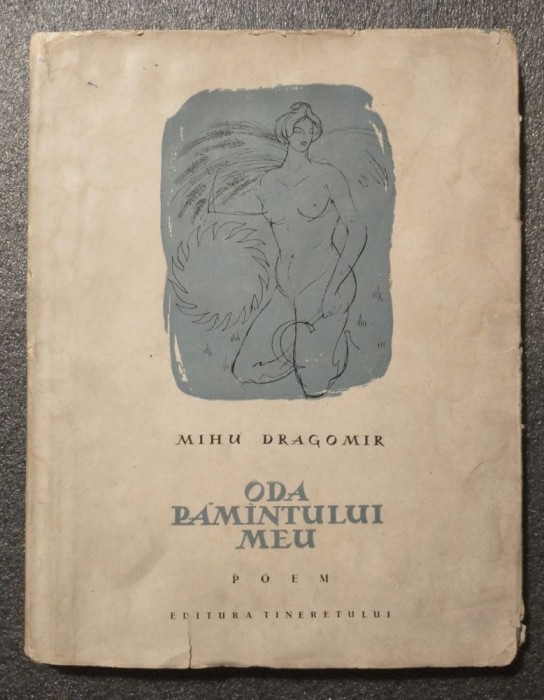 MIHU DRAGOMIR
ODA
PĂMÎNTULUI
MEU
POEM
EDITURA TINERETULUI